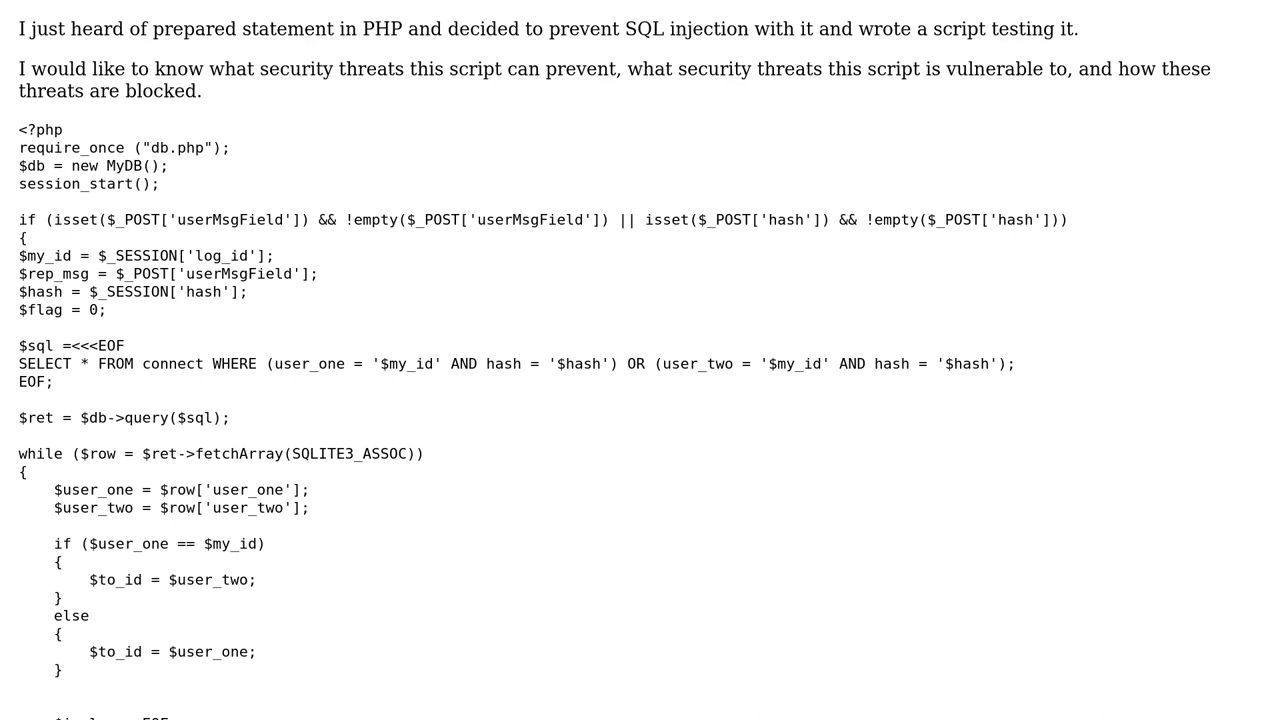 I just heard of prepared statement in PHP and decided to prevent SQL injection with it and wrote a script testing it.
I would like to know what security threats this script can prevent, what security threats this script is vulnerable to, and how these
threats are blocked.
<?php
require_once ("db.php");
$db = new MyDB();
session_start();
if (isset($_POST['userMsgField']) && !empty($_POST['userMsgField']) || isset($_POST['hash']) && !empty($_POST['hash']))
{
$my_id = $_SESSION['log_id'];
$rep_msg = $_POST['userMsgField'];
$hash = $_SESSION['hash'];
$flag = 0;
$sql =<<<EOF
SELECT * FROM connect WHERE (user_one = '$my_id' AND hash = '$hash') OR (user_two = '$my_id' AND hash = '$hash');
EOF;
$ret = $db->query($sql);
while ($row = $ret->fetchArray(SQLITE3_ASSOC))
{
    $user_one = $row['user_one'];
    $user_two = $row['user_two'];
    if ($user_one == $my_id)
    {
        $to_id = $user_two;
    }
    else
    {
        $to_id = $user_one;
    }